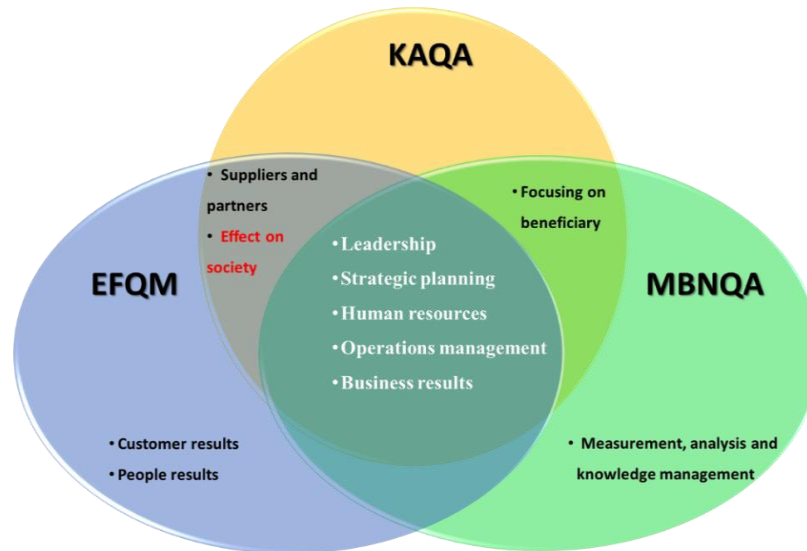 KAQA
• Suppliers and
partners
• Effect on
society
• Focusing on
beneficiary
EFQM
MBNQA
• Leadership
• Strategic planning
• Human resources
• Operations management
• Business results
• Customer results
• People results
• Measurement, analysis and
knowledge management